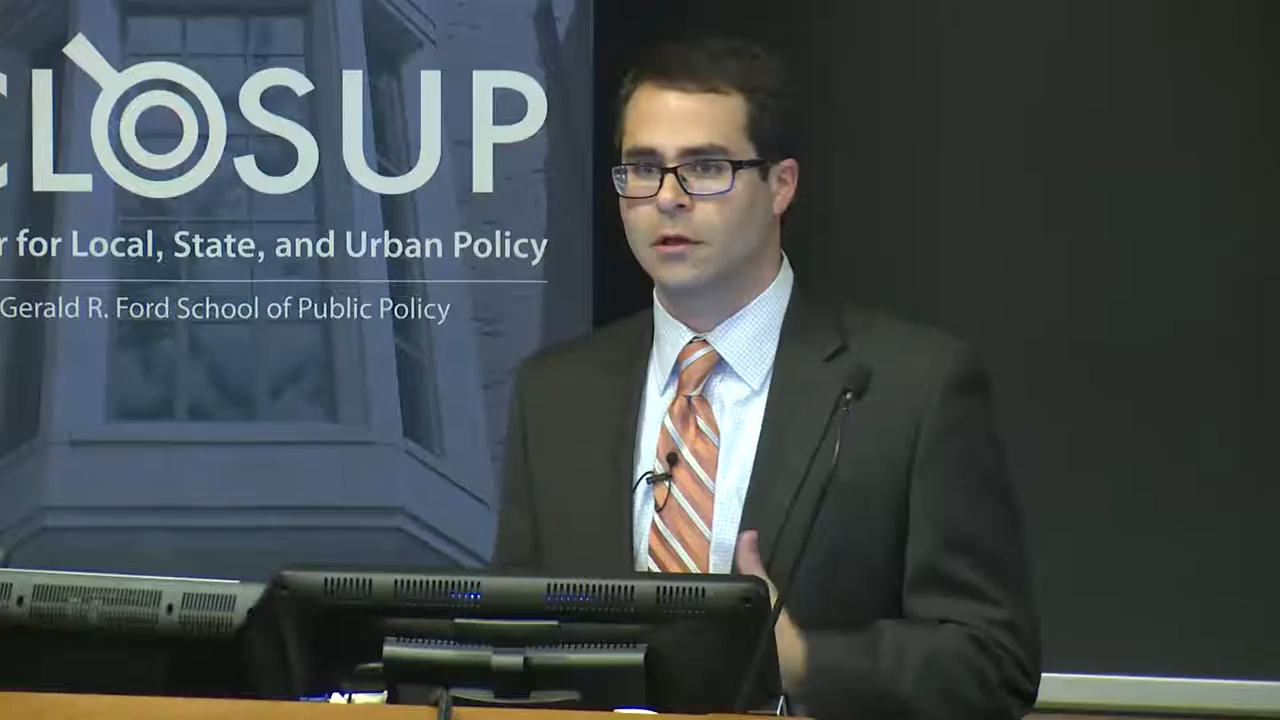 CLOSUP
r for Local, State, and Urban Policy
Gerald R. Ford School of Public Policy